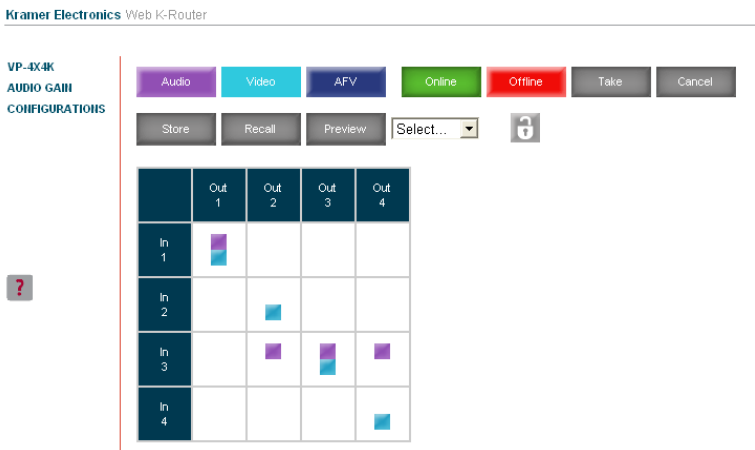 Kramer Electronics Web K-Router
VP-4X4K
AUDIO GAIN
CONFIGURATIONS
Audio Video AFV Online Offline Take Cancel
Store Recall Preview Select...
Out 1
Out 2
Out 3
Out 4
In 1
In 2
In 3
In 4
?